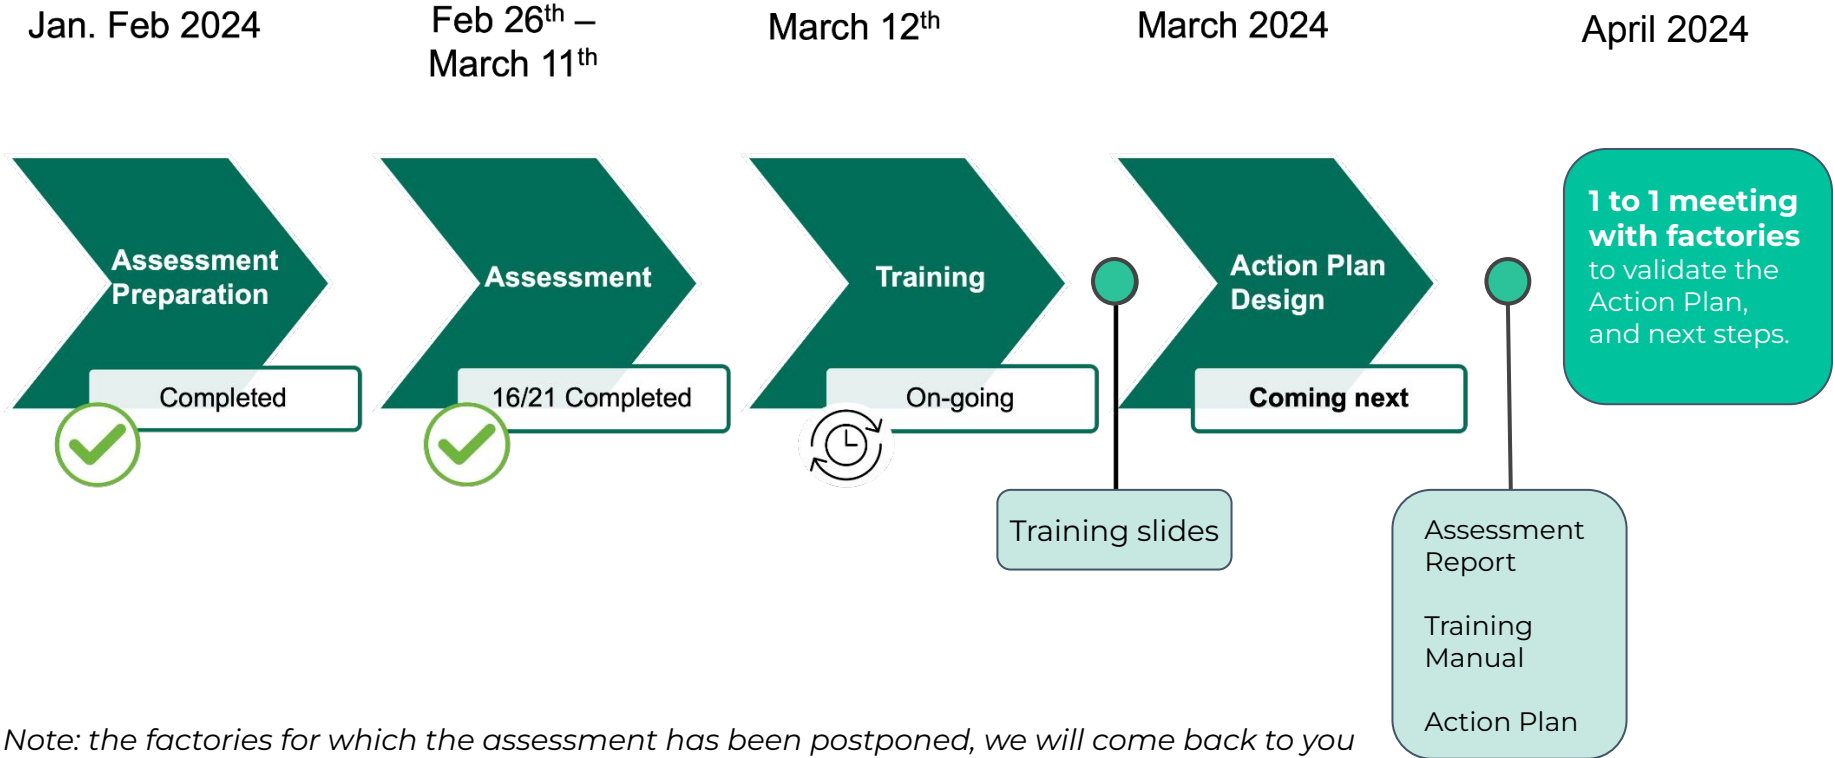 Jan. Feb 2024
Feb 26th –
March 11th
March 12th
March 2024
April 2024
Assessment
Preparation
Completed
Assessment
16/21 Completed
Training
On-going
Training slides
Action Plan
Design
Coming next
Assessment
Report
Training
Manual
Action Plan
1 to 1 meeting
with factories
to validate the
Action Plan,
and next steps.
Note: the factories for which the assessment has been postponed, we will come back to you